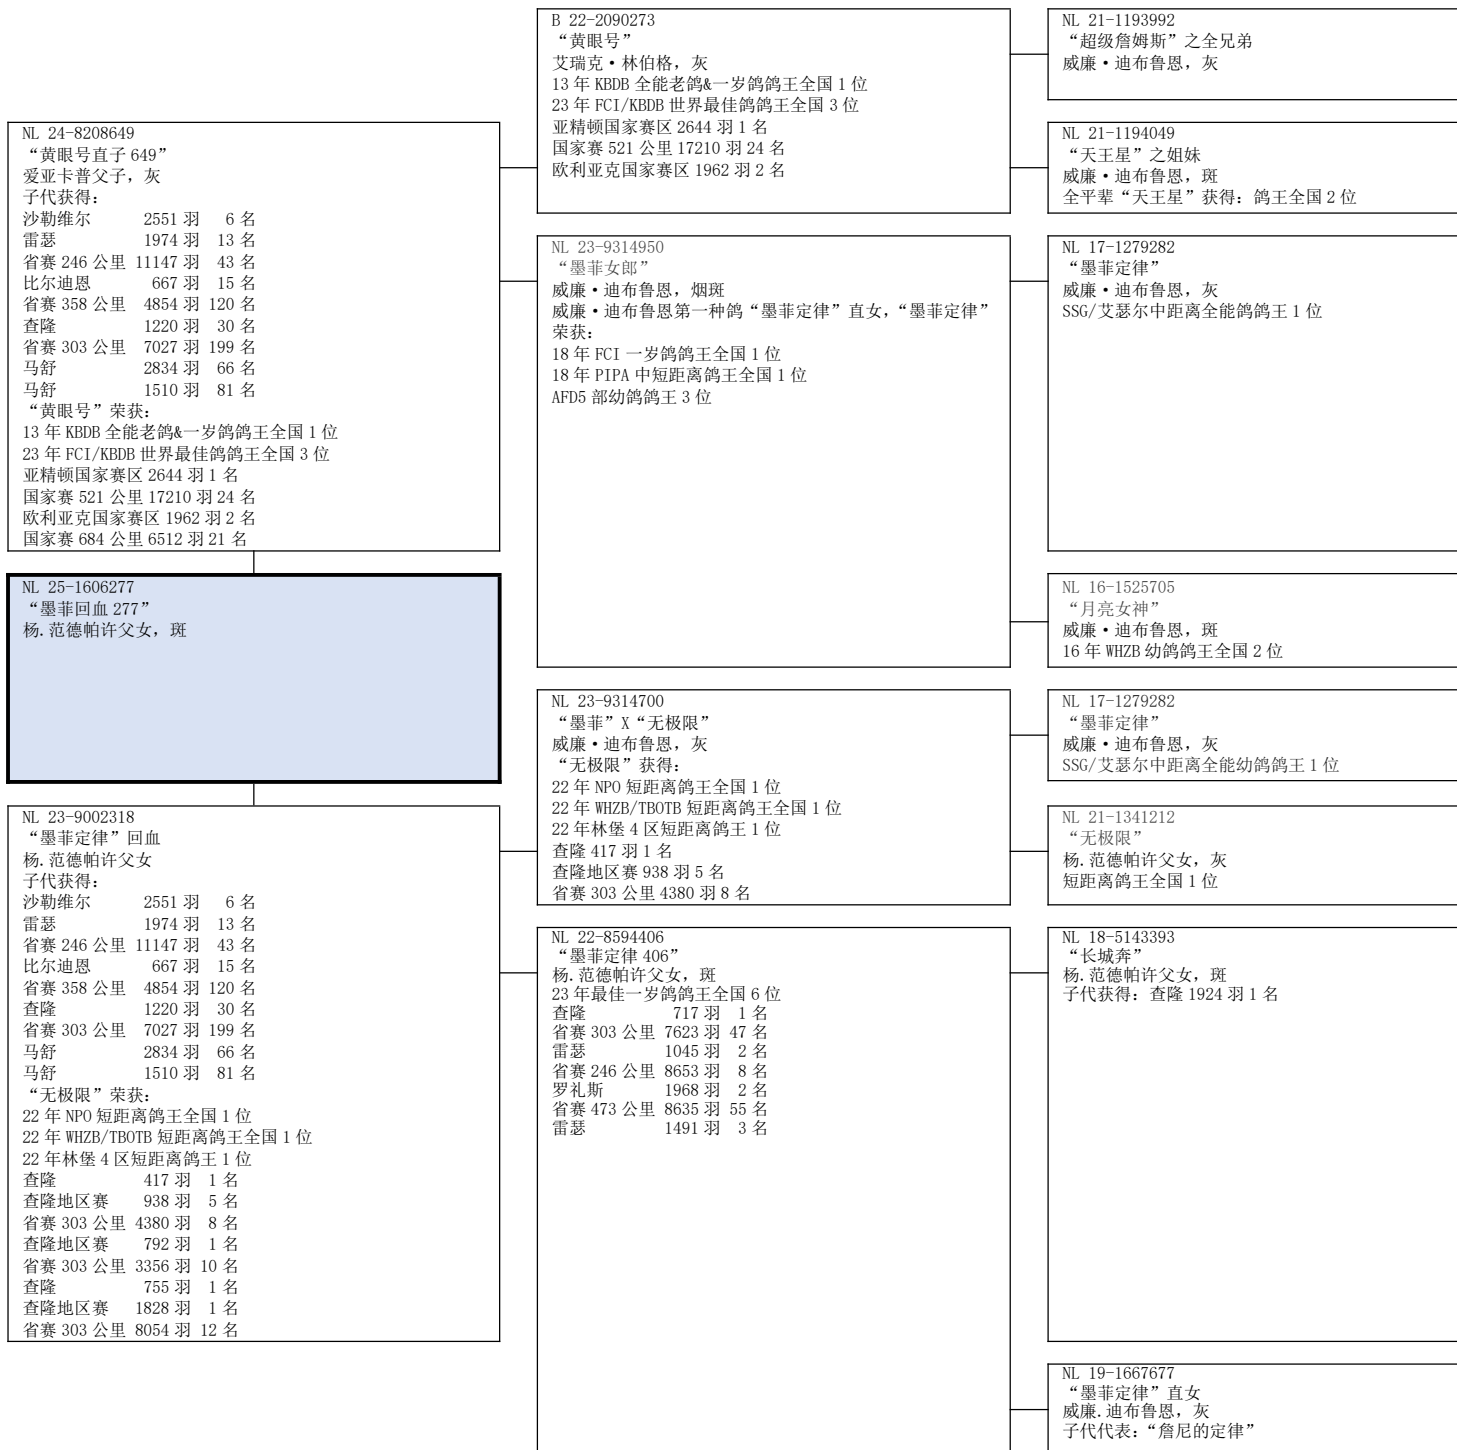 NL 24-8208649
“黄眼号直子 649”
爱亚卡普父子，灰
子代获得：
沙勒维尔 2551 羽 6 名
雷瑟 1974 羽 13 名
省赛 246 公里 11147 羽 43 名
比尔迪恩 667 羽 15 名
省赛 358 公里 4854 羽 120 名
查隆 1220 羽 30 名
省赛 303 公里 7027 羽 199 名
马舒 2834 羽 66 名
马舒 1510 羽 81 名
“黄眼号”荣获：
13 年 KBDB 全能老鸽&一岁鸽鸽王全国 1 位
23 年 FCI/KBDB 世界最佳鸽鸽王全国 3 位
亚精顿国家赛区 2644 羽 1 名
国家赛 521 公里 17210 羽 24 名
欧利亚克国家赛区 1962 羽 2 名
国家赛 684 公里 6512 羽 21 名
NL 25-1606277
“墨菲回血 277”
杨.范德帕许父女，斑
NL 23-9002318
“墨菲定律”回血
杨.范德帕许父女
子代获得：
沙勒维尔 2551 羽 6 名
雷瑟 1974 羽 13 名
省赛 246 公里 11147 羽 43 名
比尔迪恩 667 羽 15 名
省赛 358 公里 4854 羽 120 名
查隆 1220 羽 30 名
省赛 303 公里 7027 羽 199 名
马舒 2834 羽 66 名
马舒 1510 羽 81 名
“无极限”荣获：
22 年 NPO 短距离鸽王全国 1 位
22 年 WHZB/TBOTB 短距离鸽王全国 1 位
22 年林堡 4 区短距离鸽王 1 位
查隆 417 羽 1 名
查隆地区赛 938 羽 5 名
省赛 303 公里 4380 羽 8 名
查隆地区赛 792 羽 1 名
省赛 303 公里 3356 羽 10 名
查隆 755 羽 1 名
查隆地区赛 1828 羽 1 名
省赛 303 公里 8054 羽 12 名
B 22-2090273
“黄眼号”
艾瑞克·林伯格，灰
13 年 KBDB 全能老鸽&一岁鸽鸽王全国 1 位
23 年 FCI/KBDB 世界最佳鸽鸽王全国 3 位
亚精顿国家赛区 2644 羽 1 名
国家赛 521 公里 17210 羽 24 名
欧利亚克国家赛区 1962 羽 2 名
NL 23-9314950
“墨菲女郎”
威廉·迪布鲁恩，烟斑
威廉·迪布鲁恩第一种鸽“墨菲定律”直女，“墨菲定律”
荣获：
18 年 FCI 一岁鸽鸽王全国 1 位
18 年 PIPA 中短距离鸽王全国 1 位
AFD5 部幼鸽鸽王 3 位
NL 23-9314700
“墨菲”X“无极限”
威廉·迪布鲁恩，灰
“无极限”获得：
22 年 NPO 短距离鸽王全国 1 位
22 年 WHZB/TBOTB 短距离鸽王全国 1 位
22 年林堡 4 区短距离鸽王 1 位
查隆 417 羽 1 名
查隆地区赛 938 羽 5 名
省赛 303 公里 4380 羽 8 名
NL 22-8594406
“墨菲定律 406”
杨.范德帕许父女，斑
23 年最佳一岁鸽鸽王全国 6 位
查隆 717 羽 1 名
省赛 303 公里 7623 羽 47 名
雷瑟 1045 羽 2 名
省赛 246 公里 8653 羽 8 名
罗礼斯 1968 羽 2 名
省赛 473 公里 8635 羽 55 名
雷瑟 1491 羽 3 名
NL 21-1193992
“超级詹姆斯”之全兄弟
威廉·迪布鲁恩，灰
NL 21-1194049
“天王星”之姐妹
威廉·迪布鲁恩，斑
全平辈“天王星”获得：鸽王全国 2 位
NL 17-1279282
“墨菲定律”
威廉·迪布鲁恩，灰
SSG/艾瑟尔中距离全能鸽鸽王 1 位
NL 16-1525705
“月亮女神”
威廉·迪布鲁恩，斑
16 年 WHZB 幼鸽鸽王全国 2 位
NL 17-1279282
“墨菲定律”
威廉·迪布鲁恩，灰
SSG/艾瑟尔中距离全能幼鸽鸽王 1 位
NL 21-1341212
“无极限”
杨.范德帕许父女，灰
短距离鸽王全国 1 位
NL 18-5143393
“长城奔”
杨.范德帕许父女，斑
子代获得：查隆 1924 羽 1 名
NL 19-1667677
“墨菲定律”直女
威廉.迪布鲁恩，灰
子代代表：“詹尼的定律”